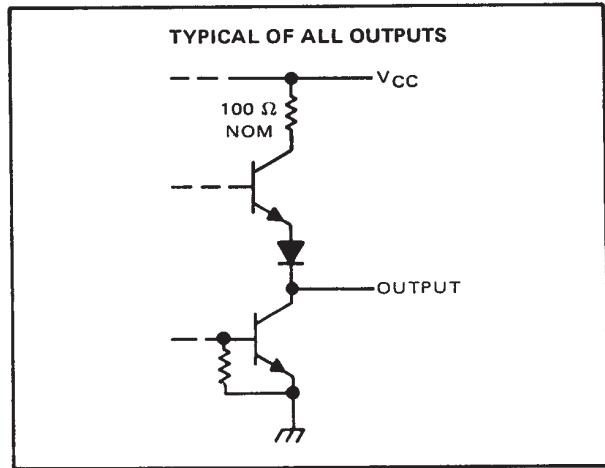 TYPICAL OF ALL OUTPUTS
VCC
100 Ω
NOM
OUTPUT